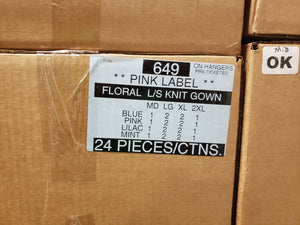 649 ON HANGERS
PRE-TICKETED
** PINK LABEL **
FLORAL L/S KNIT GOWN
MD LG XL 2XL
BLUE 1 2 2 1
PINK 1 2 2 1
LILAC 1 2 2 1
MINT 1 2 2 1
24 PIECES/CTNS.
M.D
OK